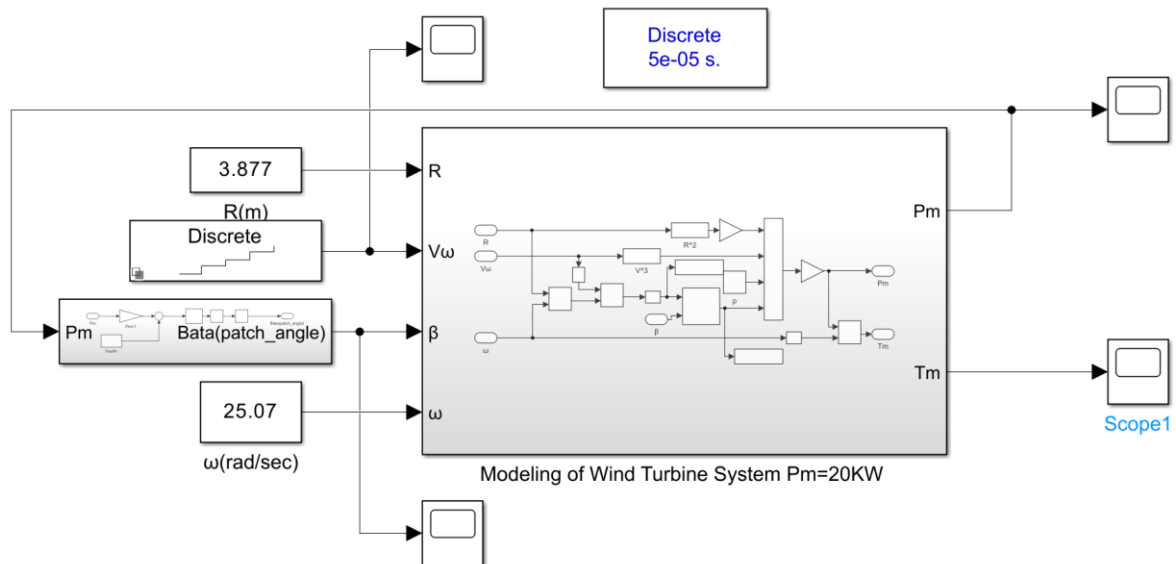 Discrete
5e-05 s.
3.877
R(m)
Discrete
Pm
Bata(patch_angle)
25.07
ω(rad/sec)
R
Vω
β
ω
Pm
Tm
R
Vω
ω
R^2
V^3
ρ
β
Pm
Tm
Scope1
Modeling of Wind Turbine System Pm=20KW